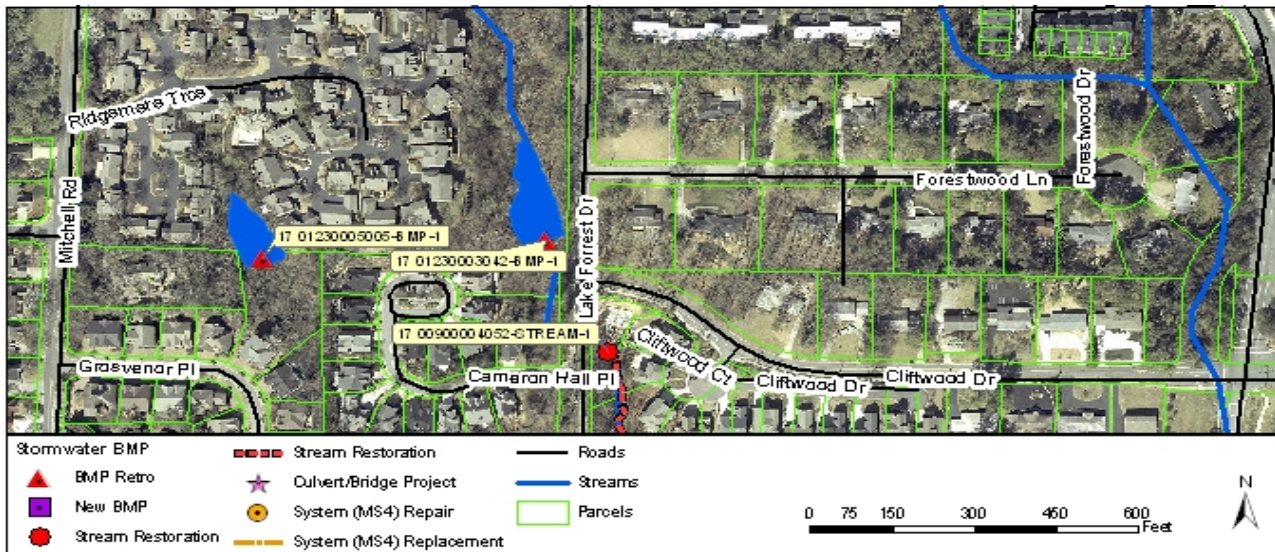 Ridgemere Trce
Mitchell Rd
17 01230005005-BMP-1
17 01230003042-BMP-1
17 00900004052-STREAM-1
Grosvenor Pl
Cameron Hall Pl
Lake Forrest Dr
Forestwood Ln
Forestwood Dr
Cliftwood Ct
Cliftwood Dr
Cliftwood Dr
Stormwater BMP
BMP Retro
New BMP
Stream Restoration
Stream Restoration
Culvert/Bridge Project
System (MS4) Repair
System (MS4) Replacement
Roads
Streams
Parcels
0 75 150 300 450 600
Feet
N